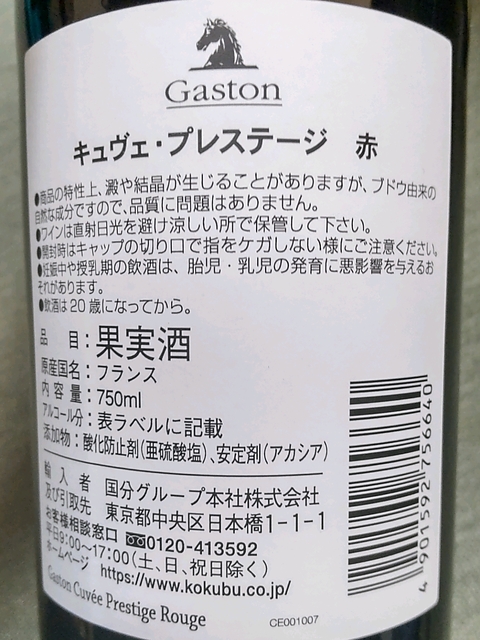 Gaston
キュヴェ・プレステージ 赤
●商品の特性上、澱や結晶が生じることがありますが、ブドウ由来の
自然な成分ですので、品質に問題はありません。
●ワインは直射日光を避け涼しい所で保管して下さい。
●開封時はキャップの切り口で指をケガしない様にご注意ください。
●妊娠中や授乳期の飲酒は、胎児・乳児の発育に悪影響を与えるお
それがあります。
●飲酒は20歳になってから。
品 目：果実酒
原産国名：フランス
内 容 量：750ml
アルコール分：表ラベルに記載
添加物：酸化防止剤(亜硫酸塩)、安定剤(アカシア)
輸 入 者 国分グループ本社株式会社
及び引取先 東京都中央区日本橋1-1-1
お客様相談窓口 0120-413592
平日9:00~17:00(土、日、祝日除く)
ホームページ https://www.kokubu.co.jp/
Gaston Cuvée Prestige Rouge
CE001007
4 901592 756640